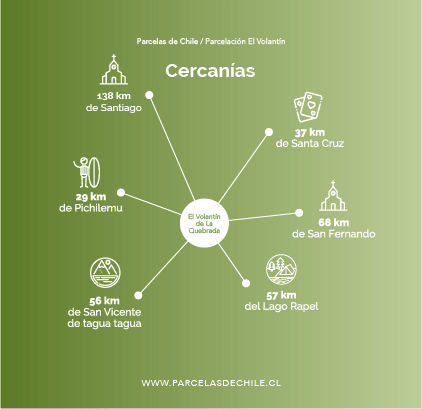 Parcelas de Chile / Parcelación El Volantín
Cercanías
138 km
de Santiago
37 km
de Santa Cruz
29 km
de Pichilemu
El Volantín
de La
Quebrada
68 km
de San Fernando
56 km
de San Vicente
de tagua tagua
57 km
del Lago Rapel
WWW.PARCELASDECHILE.CL